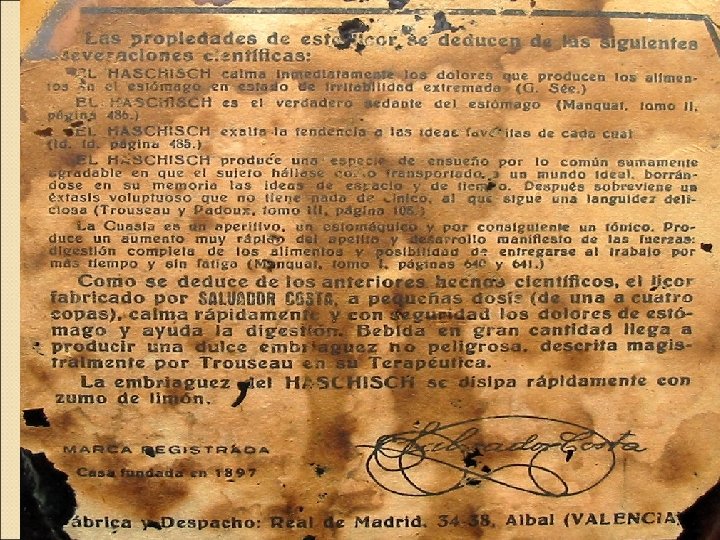 Las propiedades de este licor se deducen de las siguientes
aseveraciones científicas:
EL HASCHISCH calma inmediatamente los dolores que producen los alimen-
tos en el estómago en estado de irritabilidad extremada (G. Sée.)
EL HASCHISCH es el verdadero sedante del estómago (Manquat, tomo II,
página 485.)
EL HASCHISCH exalta la tendencia a las ideas favoritas de cada cual
(Id. Id. página 485.)
EL HASCHISCH produce una especie de ensueño por lo común sumamente
agradable en que el sujeto hállase como transportado a un mundo ideal, borrán-
dose en su memoria las ideas de espacio y de tiempo. Después sobreviene un
éxtasis voluptuoso que no tiene nada de cínico, al que sigue una languidez deli-
ciosa (Trouseau y Padoux, tomo III, página 105.)
La Cuasia es un aperitivo, un estomáquico y por consiguiente un tónico. Pro-
duce un aumento muy rápido del apetito y desarrollo manifiesto de las fuerzas:
digestión completa de los alimentos y posibilidad de entregarse al trabajo por
más tiempo y sin fatiga (Manquat, tomo I, páginas 640 y 641.)
Como se deduce de los anteriores hechos científicos, el licor
fabricado por SALVADOR COSTA, a pequeñas dosis (de una a cuatro
copas), calma rápidamente y con seguridad los dolores de estó-
mago y ayuda la digestión. Bebida en gran cantidad llega a
producir una dulce embriaguez no peligrosa, descrita magis-
tralmente por Trouseau en su Terapéutica.
La embriaguez del HASCHISCH se disipa rápidamente con
zumo de limón.
MARCA REGISTRADA
Salvador Costa
Casa fundada en 1897
Fábrica y Despacho: Real de Madrid, 34-38, Albal (VALENCIA)